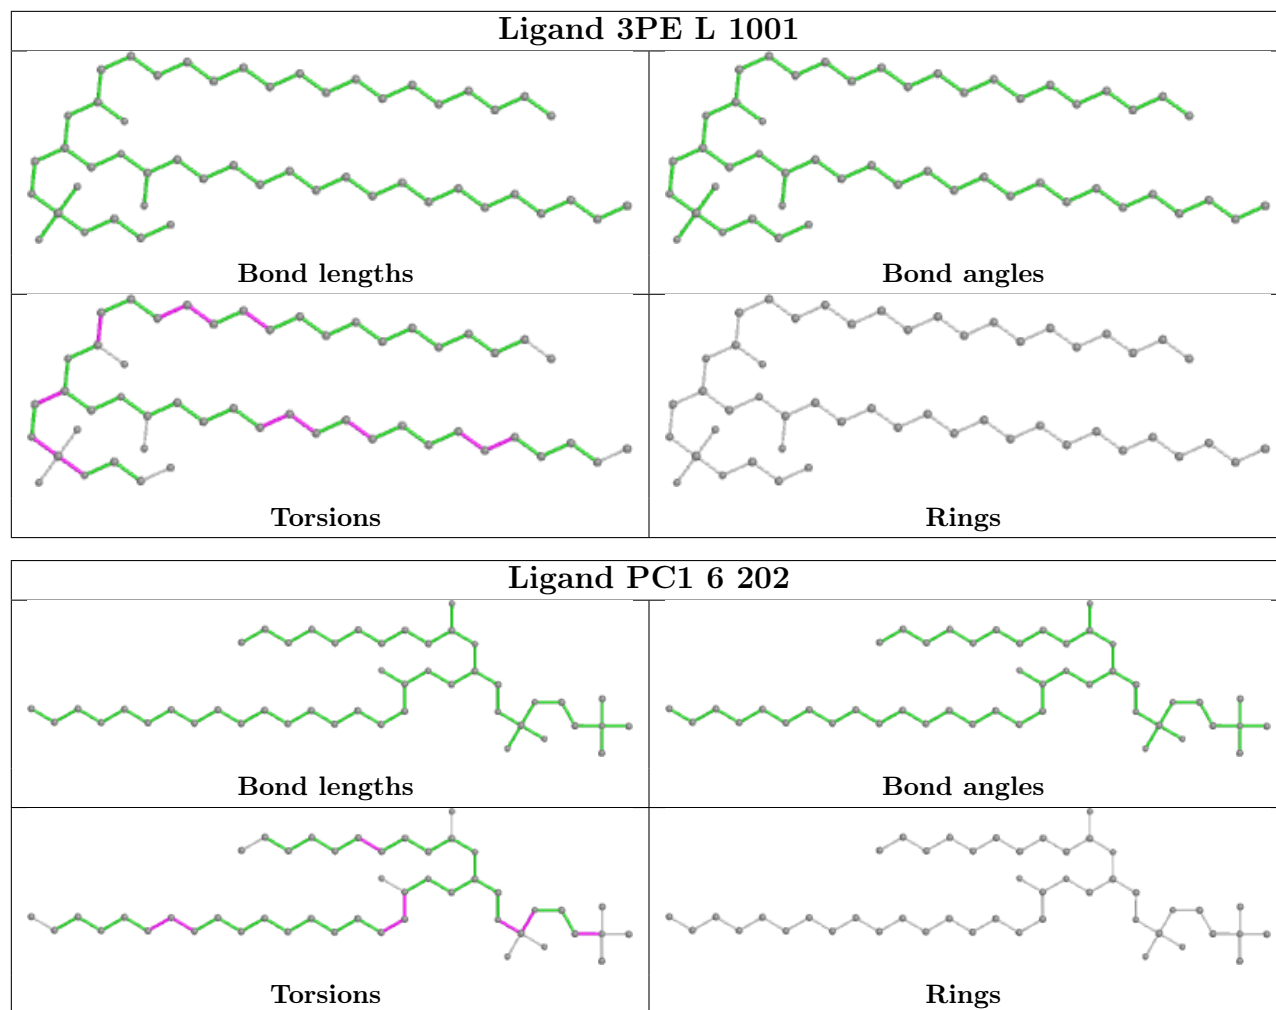 Ligand 3PE L 1001
Bond lengths
Bond angles
Torsions
Rings
Ligand PC1 6 202
Bond lengths
Bond angles
Torsions
Rings